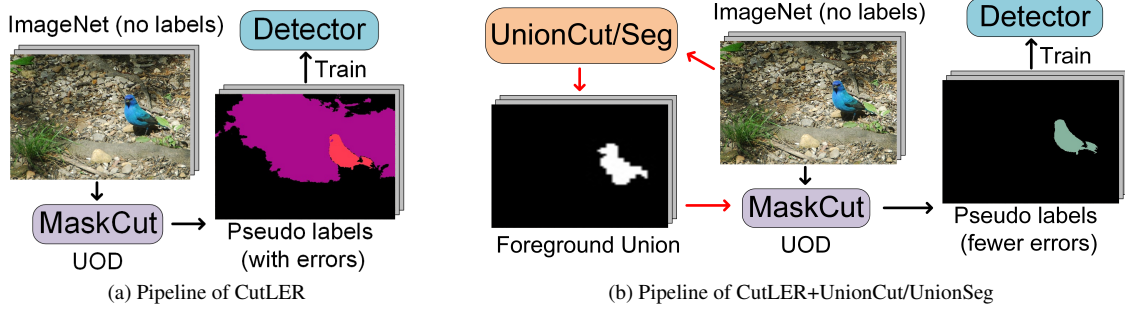 ImageNet (no labels)
Detector
Train
MaskCut
UOD
Pseudo labels
(with errors)
(a) Pipeline of CutLER
UnionCut/Seg
ImageNet (no labels)
Detector
Train
Foreground Union
MaskCut
UOD
Pseudo labels
(fewer errors)
(b) Pipeline of CutLER+UnionCut/UnionSeg